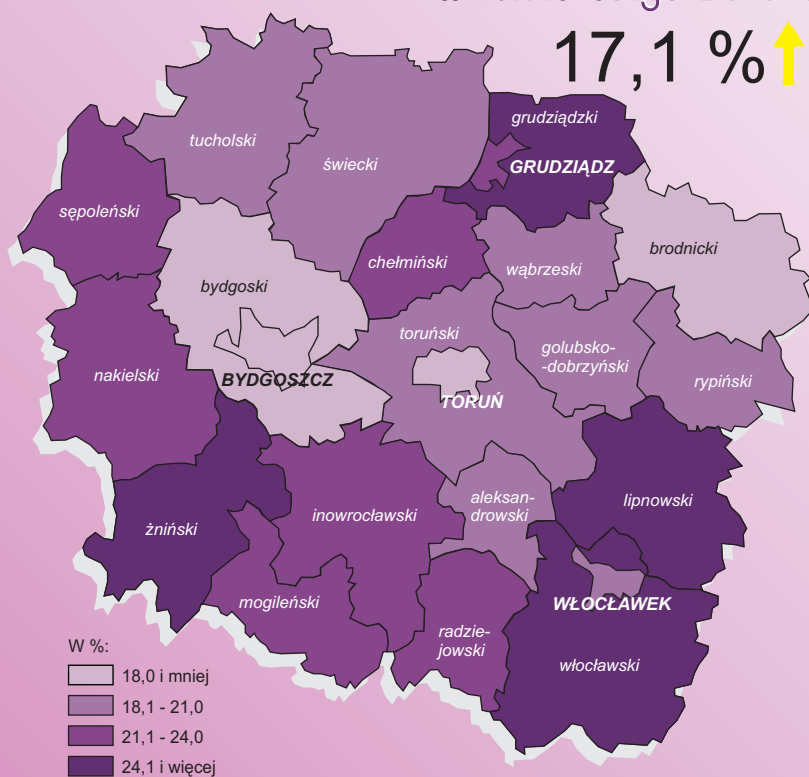 17,1 %
grudziądzki
tucholski
świecki
GRUDZIĄDZ
sępoleński
brodnicki
chełmiński
wąbrzeski
bydgoski
toruński
golubsko-
-dobrzyński
nakielski
BYDGOSZCZ
rypiński
TORUŃ
aleksan-
drowski
lipnowski
inowrocławski
żniński
mogileński
WŁOCŁAWEK
radzie-
jowski
włocławski
W %:
18,0 i mniej
18,1 - 21,0
21,1 - 24,0
24,1 i więcej